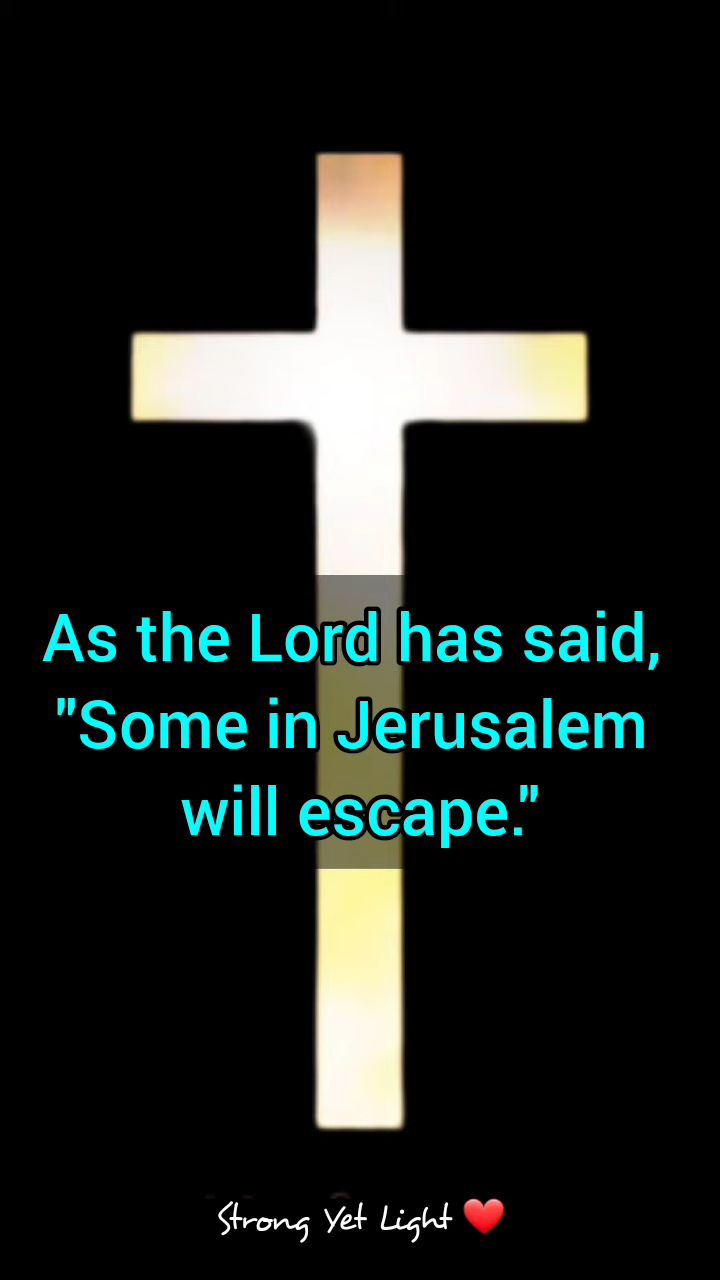 As the Lord has said,
"Some in Jerusalem
will escape."
Strong Yet Light ❤️